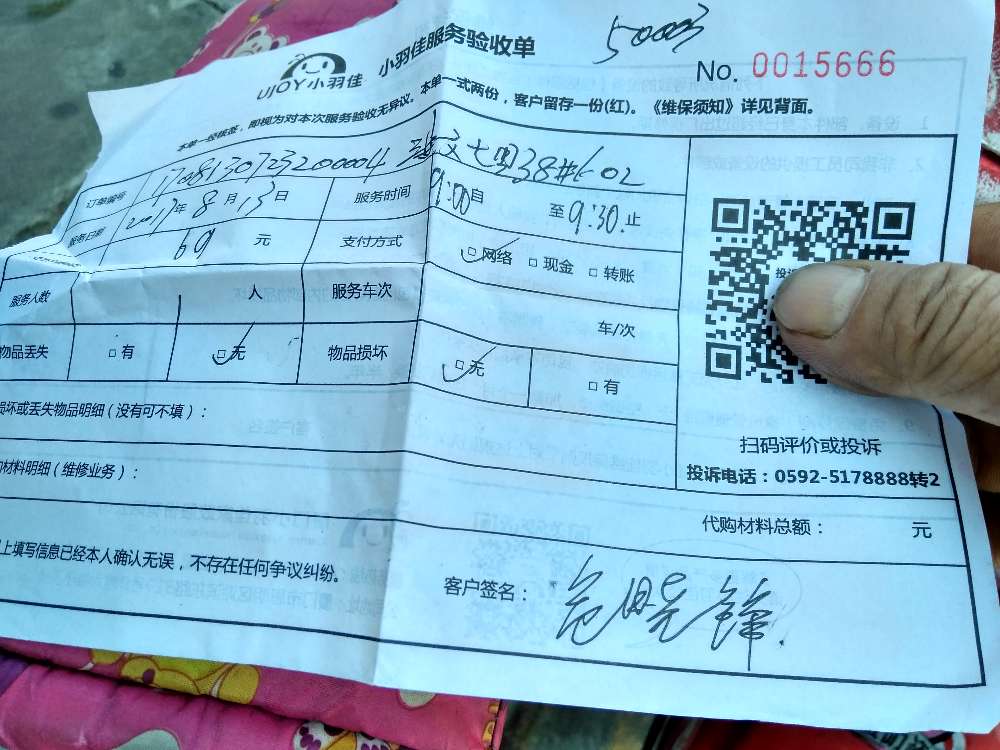 50003
UJOY小羽佳 小羽佳服务验收单
No. 0015666
本单一经核签，即视为对本次服务验收无异议。本单一式两份，客户留存一份(红)。《维保须知》详见背面。
订单编号 1708130723200004 文七里38#602
服务日期 2017年8月13日 服务时间 9:00自 至9:30止
69 元 支付方式 网络 现金 转账
服务人数 1 人 服务车次 车/次
物品丢失 有 无 物品损坏 无 有
投
扫码评价或投诉
投诉电话：0592-5178888转2
损坏或丢失物品明细(没有可不填)：
材料明细(维修业务)：
代购材料总额： 元
上填写信息已经本人确认无误，不存在任何争议纠纷。
客户签名：